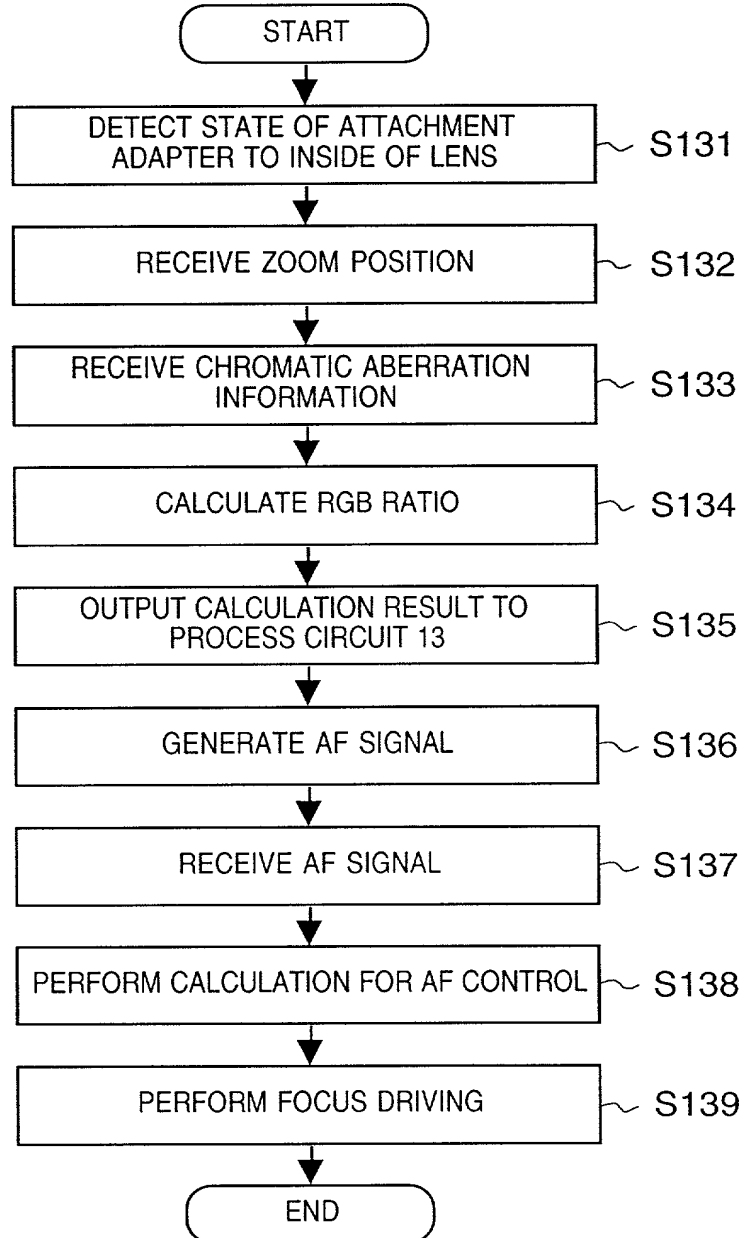 START
DETECT STATE OF ATTACHMENT
ADAPTER TO INSIDE OF LENS
S131
RECEIVE ZOOM POSITION
S132
RECEIVE CHROMATIC ABERRATION
INFORMATION
S133
CALCULATE RGB RATIO
S134
OUTPUT CALCULATION RESULT TO
PROCESS CIRCUIT 13
S135
GENERATE AF SIGNAL
S136
RECEIVE AF SIGNAL
S137
PERFORM CALCULATION FOR AF CONTROL
S138
PERFORM FOCUS DRIVING
S139
END